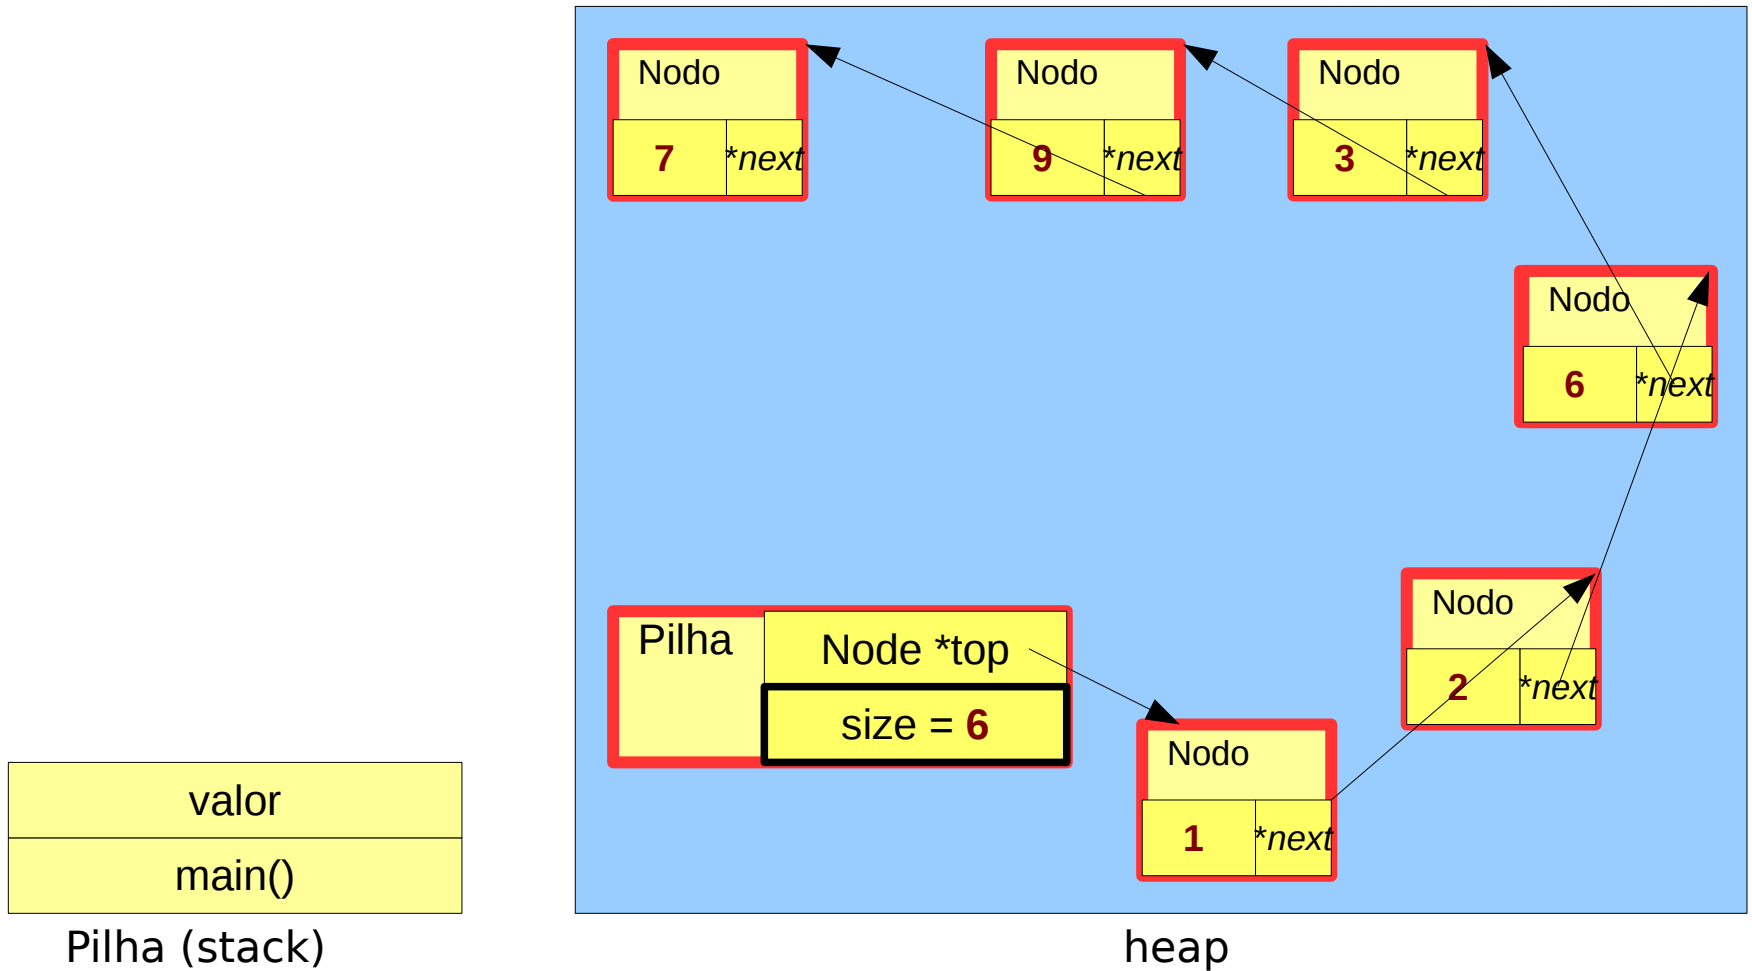 Nodo
7 *next
Nodo
9 *next
Nodo
3 *next
Nodo
6 *next
Nodo
2 *next
Pilha
Node *top
size = 6
Nodo
1 *next
valor
main()
Pilha (stack)
heap